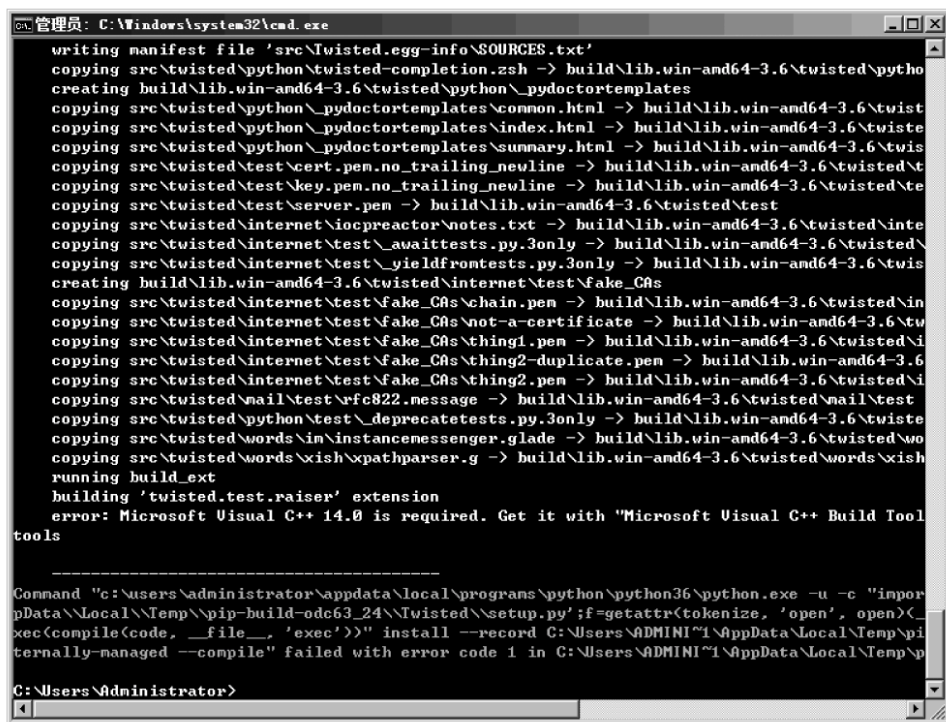 管理员: C:\Windows\system32\cmd.exe
writing manifest file 'src\Twisted.egg-info\SOURCES.txt'
copying src\twisted\python\twisted-completion.zsh -> build\lib.win-amd64-3.6\twisted\pytho
creating build\lib.win-amd64-3.6\twisted\python\_pydoctortemplates
copying src\twisted\python\_pydoctortemplates\common.html -> build\lib.win-amd64-3.6\twist
copying src\twisted\python\_pydoctortemplates\index.html -> build\lib.win-amd64-3.6\twiste
copying src\twisted\python\_pydoctortemplates\summary.html -> build\lib.win-amd64-3.6\twis
copying src\twisted\test\cert.pem.no_trailing_newline -> build\lib.win-amd64-3.6\twisted\t
copying src\twisted\test\key.pem.no_trailing_newline -> build\lib.win-amd64-3.6\twisted\te
copying src\twisted\test\server.pem -> build\lib.win-amd64-3.6\twisted\test
copying src\twisted\internet\iocpreactor\notes.txt -> build\lib.win-amd64-3.6\twisted\inte
copying src\twisted\internet\test\_awaittests.py.3only -> build\lib.win-amd64-3.6\twisted\
copying src\twisted\internet\test\_yieldfromtests.py.3only -> build\lib.win-amd64-3.6\twis
creating build\lib.win-amd64-3.6\twisted\internet\test\fake_CAs
copying src\twisted\internet\test\fake_CAs\chain.pem -> build\lib.win-amd64-3.6\twisted\in
copying src\twisted\internet\test\fake_CAs\not-a-certificate -> build\lib.win-amd64-3.6\tw
copying src\twisted\internet\test\fake_CAs\thing1.pem -> build\lib.win-amd64-3.6\twisted\i
copying src\twisted\internet\test\fake_CAs\thing2-duplicate.pem -> build\lib.win-amd64-3.6
copying src\twisted\internet\test\fake_CAs\thing2.pem -> build\lib.win-amd64-3.6\twisted\i
copying src\twisted\mail\test\rfc822.message -> build\lib.win-amd64-3.6\twisted\mail\test
copying src\twisted\python\test\_deprecatetests.py.3only -> build\lib.win-amd64-3.6\twiste
copying src\twisted\words\im\instancemessenger.glade -> build\lib.win-amd64-3.6\twisted\wo
copying src\twisted\words\xish\xpathparser.g -> build\lib.win-amd64-3.6\twisted\words\xish
running build_ext
building 'twisted.test.raiser' extension
error: Microsoft Visual C++ 14.0 is required. Get it with "Microsoft Visual C++ Build Tool
tools
----------------------------------------
Command "c:\users\administrator\appdata\local\programs\python\python36\python.exe -u -c "impor
pData\\Local\\Temp\\pip-build-odc63_24\\Twisted\\setup.py';f=getattr(tokenize, 'open', open)(_
xec(compile(code, __file__, 'exec'))" install --record C:\Users\ADMINI~1\AppData\Local\Temp\pi
ternally-managed --compile" failed with error code 1 in C:\Users\ADMINI~1\AppData\Local\Temp\p
C:\Users\Administrator>